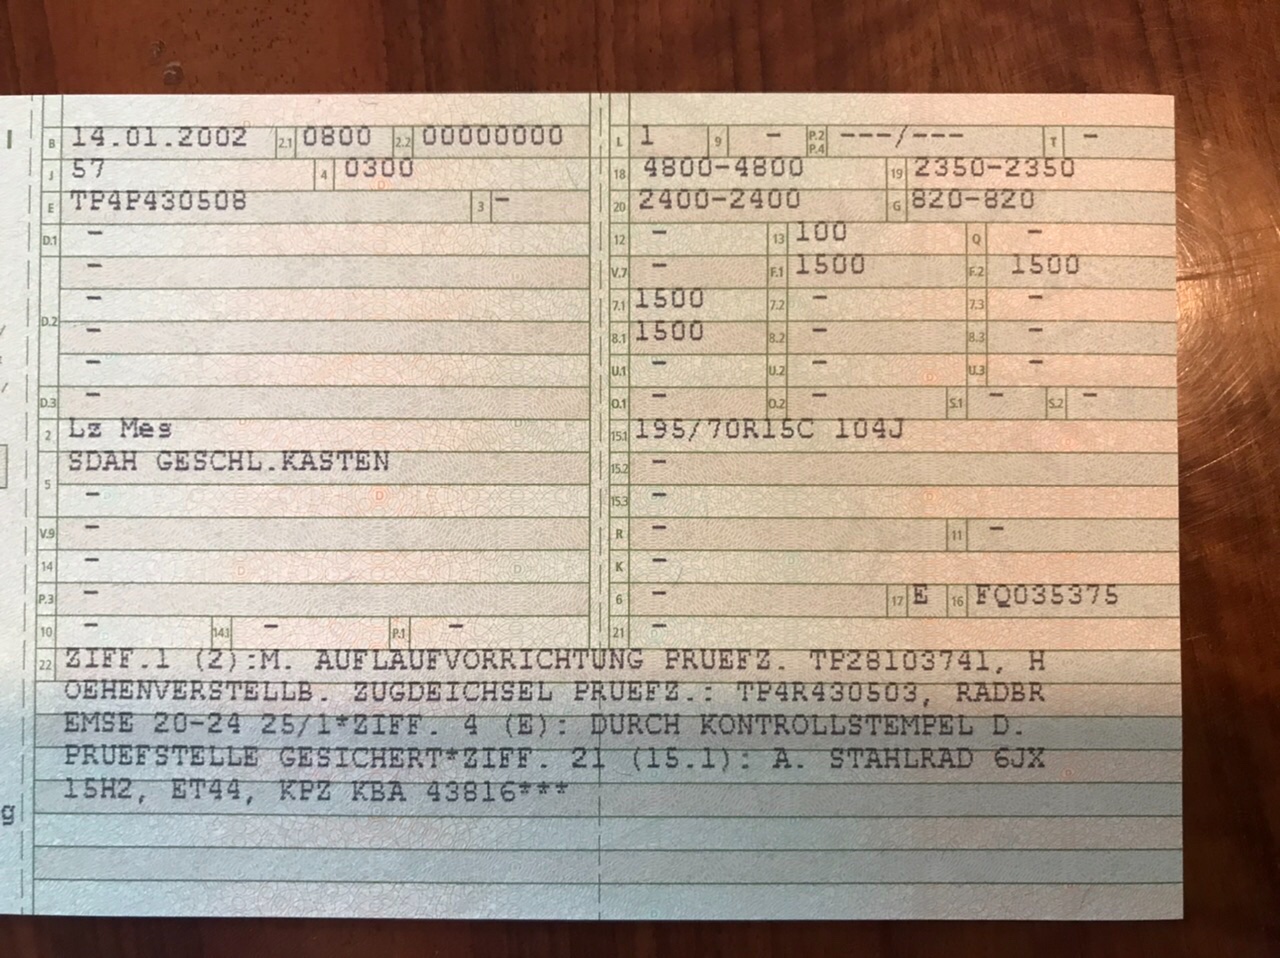 B 14.01.2002 2.1 0800 2.2 00000000 L 1 9 - P.2 P.4 ---/--- T -
J 57 4 0300 18 4800-4800 19 2350-2350
E TP4P430508 3 - 20 2400-2400 G 820-820
D.1 - 12 - 13 100 Q -
- V.7 - F.1 1500 F.2 1500
D.2 - 7.1 1500 7.2 - 7.3 -
- 8.1 1500 8.2 - 8.3 -
- U.1 - U.2 - U.3 -
D.3 - O.1 - O.2 - S.1 - S.2 -
2 Lz Mes 15.1 195/70R15C 104J
5 SDAH GESCHL.KASTEN 15.2 -
- 15.3 -
V.9 - R - 11 -
14 - K -
P.3 - 6 - 17 E 16 FQ035375
10 - 14.1 - P.1 - 21 -
22 ZIFF.1 (2):M. AUFLAUFVORRICHTUNG PRUEFZ. TP28103741, H
OEHENVERSTELLB. ZUGDEICHSEL PRUEFZ.: TP4R430503, RADBR
EMSE 20-24 25/1*ZIFF. 4 (E): DURCH KONTROLLSTEMPEL D.
PRUEFSTELLE GESICHERT*ZIFF. 21 (15.1): A. STAHLRAD 6JX
15H2, ET44, KPZ KBA 43816***
g